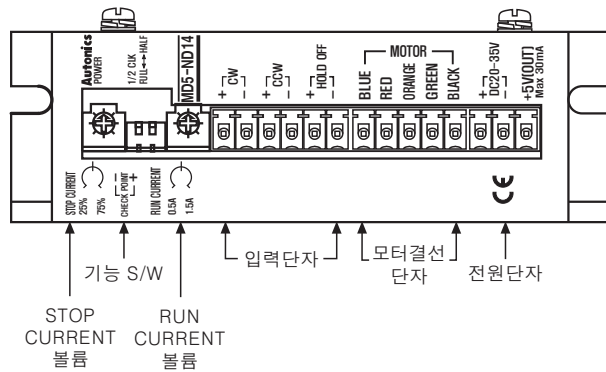 Autonics
POWER
1/2 CLK
RULL↔HALF
MD5-ND14
+ CW -
+ CCW -
+ HOLD OFF -
MOTOR
BLUE
RED
ORANGE
GREEN
BLACK
+ DC20-35V -
+5V(OUT)
Max 30mA
STOP CURRENT
25%
75%
- CHECK POINT +
RUN CURRENT
0.5A
1.5A
CE
기능 S/W
입력단자
모터결선
단자
전원단자
STOP
CURRENT
볼륨
RUN
CURRENT
볼륨